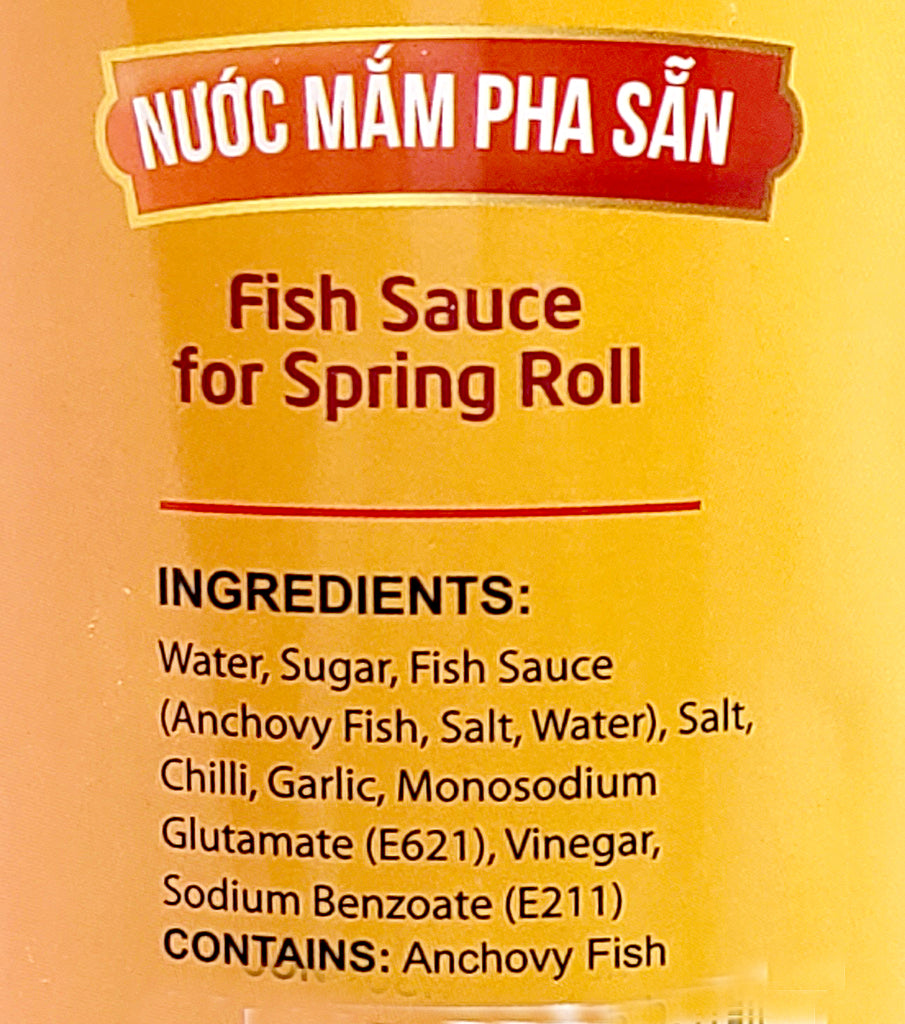 NƯỚC MẮM PHA SẴN
Fish Sauce
for Spring Roll
INGREDIENTS:
Water, Sugar, Fish Sauce
(Anchovy Fish, Salt, Water), Salt,
Chilli, Garlic, Monosodium
Glutamate (E621), Vinegar,
Sodium Benzoate (E211)
CONTAINS: Anchovy Fish